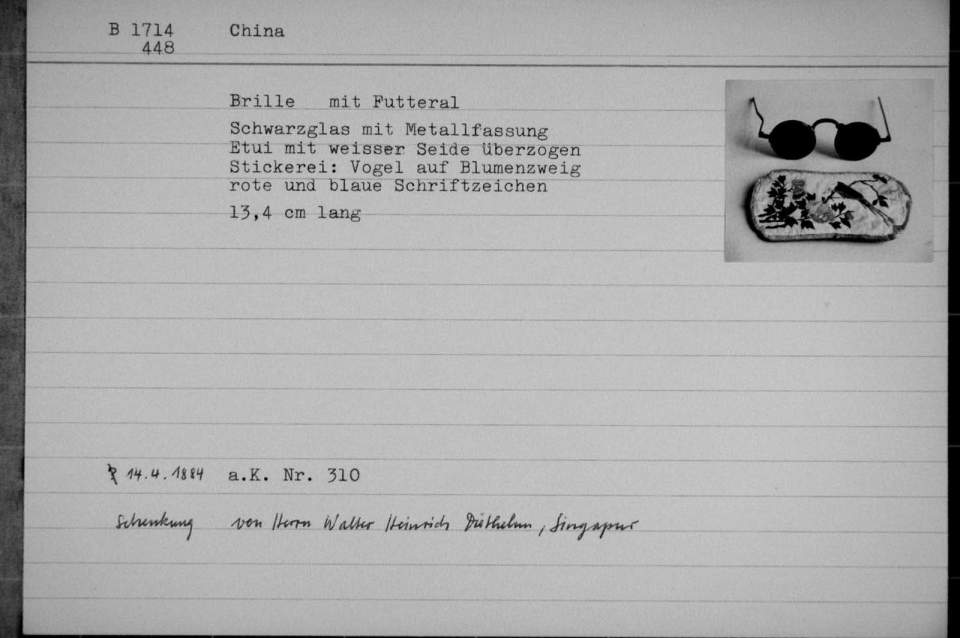 B 1714 China
448
Brille mit Futteral
Schwarzglas mit Metallfassung
Etui mit weisser Seide überzogen
Stickerei: Vogel auf Blumenzweig
rote und blaue Schriftzeichen
13,4 cm lang
14.4.1884 a.K. Nr. 310
Schenkung von Herrn Walter Heinrich Diethelm, Singapur